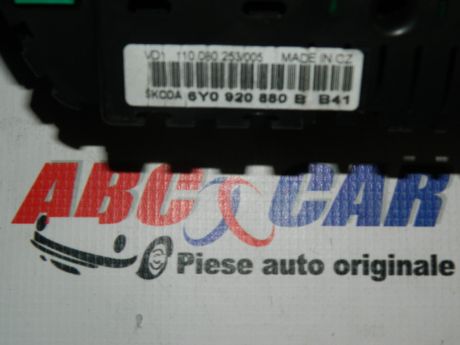 VD1 110 080 253/005 MADE IN CZ
ŠKODA 6Y0 920 880 B B41
ABC CAR
Piese auto originale